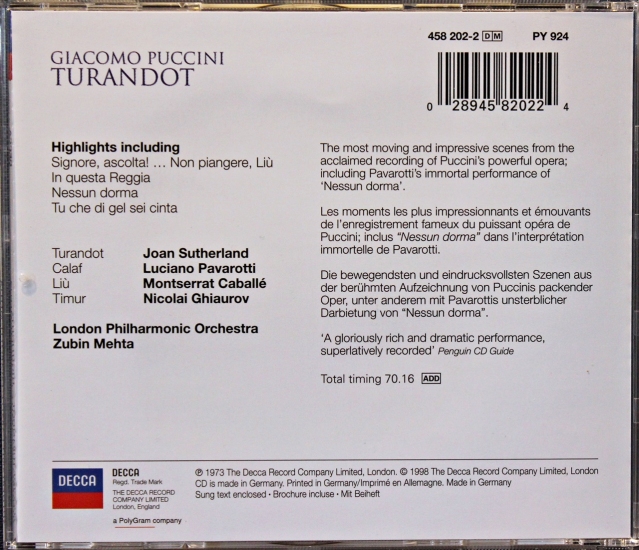 458 202-2 DM PY 924
GIACOMO PUCCINI
TURANDOT
0 28945 82022 4
Highlights including
Signore, ascolta! … Non piangere, Liù
In questa Reggia
Nessun dorma
Tu che di gel sei cinta
Turandot Joan Sutherland
Calaf Luciano Pavarotti
Liù Montserrat Caballé
Timur Nicolai Ghiaurov
London Philharmonic Orchestra
Zubin Mehta
The most moving and impressive scenes from the
acclaimed recording of Puccini's powerful opera;
including Pavarotti's immortal performance of
'Nessun dorma'.
Les moments les plus impressionnants et émouvants
de l'enregistrement fameux du puissant opéra de
Puccini; inclus "Nessun dorma" dans l'interprétation
immortelle de Pavarotti.
Die bewegendsten und eindrucksvollsten Szenen aus
der berühmten Aufzeichnung von Puccinis packender
Oper, unter anderem mit Pavarottis unsterblicher
Darbietung von "Nessun dorma".
'A gloriously rich and dramatic performance,
superlatively recorded' Penguin CD Guide
Total timing 70.16 ADD
DECCA
DECCA
Regd. Trade Mark
THE DECCA RECORD
COMPANY LIMITED
London, England
a PolyGram company
℗ 1973 The Decca Record Company Limited, London. © 1998 The Decca Record Company Limited, London
CD is made in Germany. Printed in Germany/Imprimé en Allemagne. Made in Germany
Sung text enclosed • Brochure incluse • Mit Beiheft